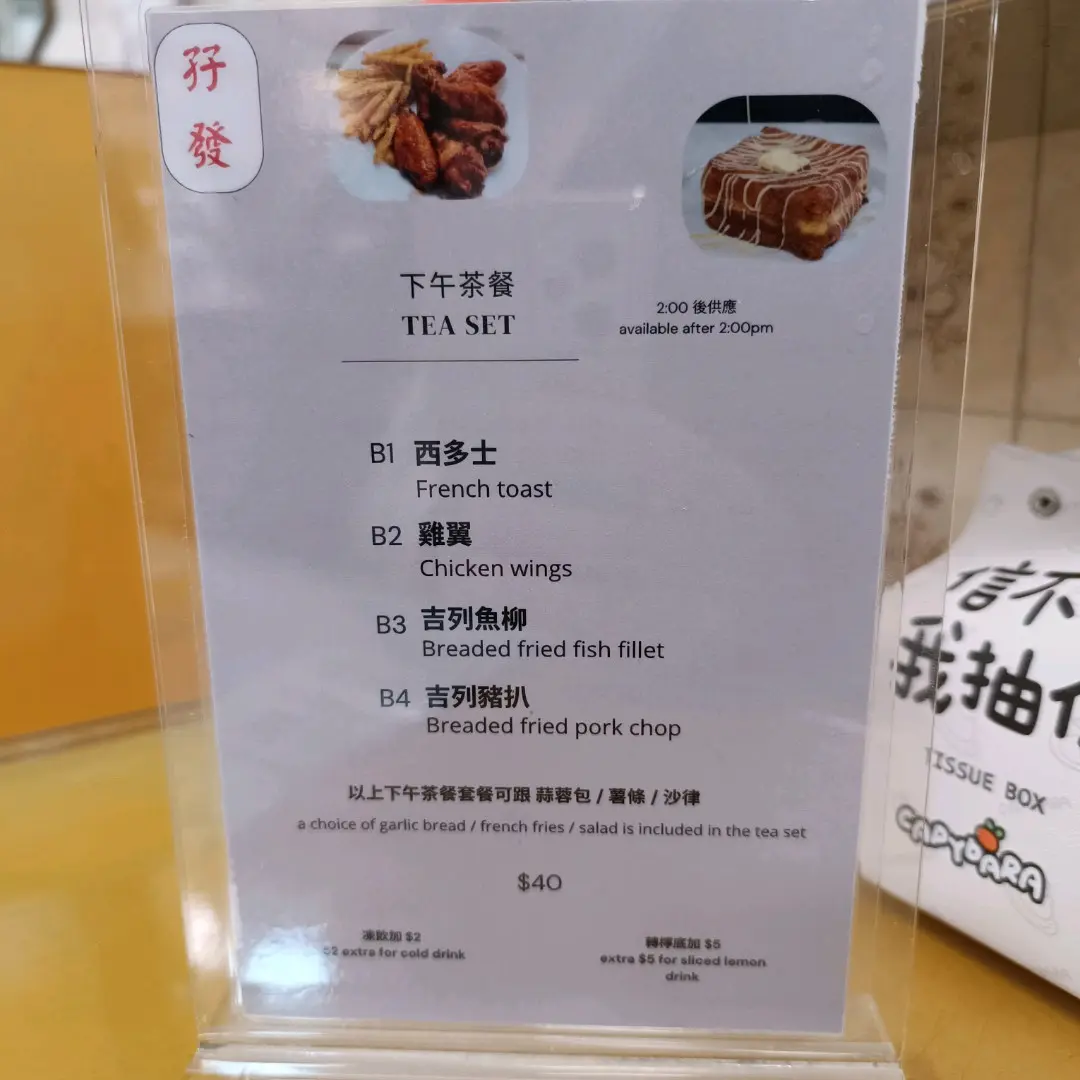 孖
發
下午茶餐
TEA SET
2:00 後供應
available after 2:00pm
B1 西多士
French toast
B2 雞翼
Chicken wings
B3 吉列魚柳
Breaded fried fish fillet
B4 吉列豬扒
Breaded fried pork chop
以上下午茶餐套餐可跟 蒜蓉包 / 薯條 / 沙律
a choice of garlic bread / french fries / salad is included in the tea set
$40
凍飲加 $2
$2 extra for cold drink
轉檸底加 $5
extra $5 for sliced lemon
drink
信不
我抽
TISSUE BOX
CAPYBARA